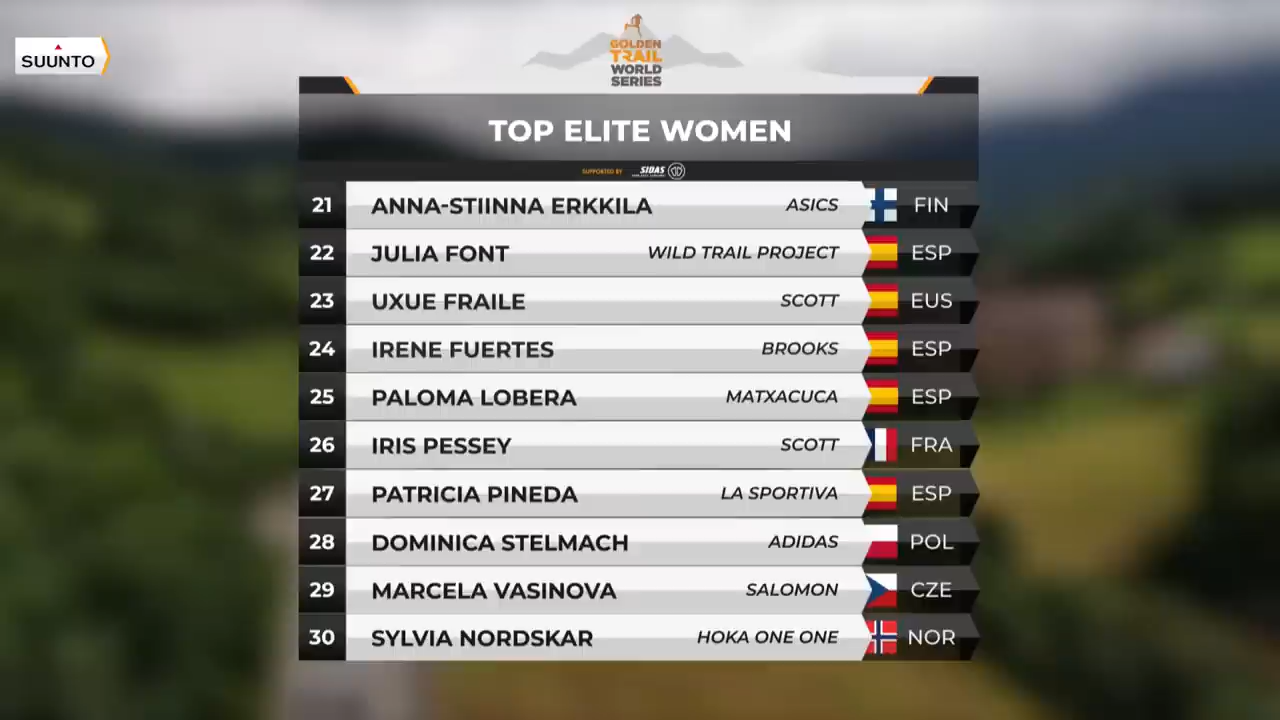 SUUNTO
GOLDEN
TRAIL
WORLD
SERIES
TOP ELITE WOMEN
SUPPORTED BY SIDAS
21 ANNA-STIINNA ERKKILA ASICS FIN
22 JULIA FONT WILD TRAIL PROJECT ESP
23 UXUE FRAILE SCOTT EUS
24 IRENE FUERTES BROOKS ESP
25 PALOMA LOBERA MATXACUCA ESP
26 IRIS PESSEY SCOTT FRA
27 PATRICIA PINEDA LA SPORTIVA ESP
28 DOMINICA STELMACH ADIDAS POL
29 MARCELA VASINOVA SALOMON CZE
30 SYLVIA NORDSKAR HOKA ONE ONE NOR